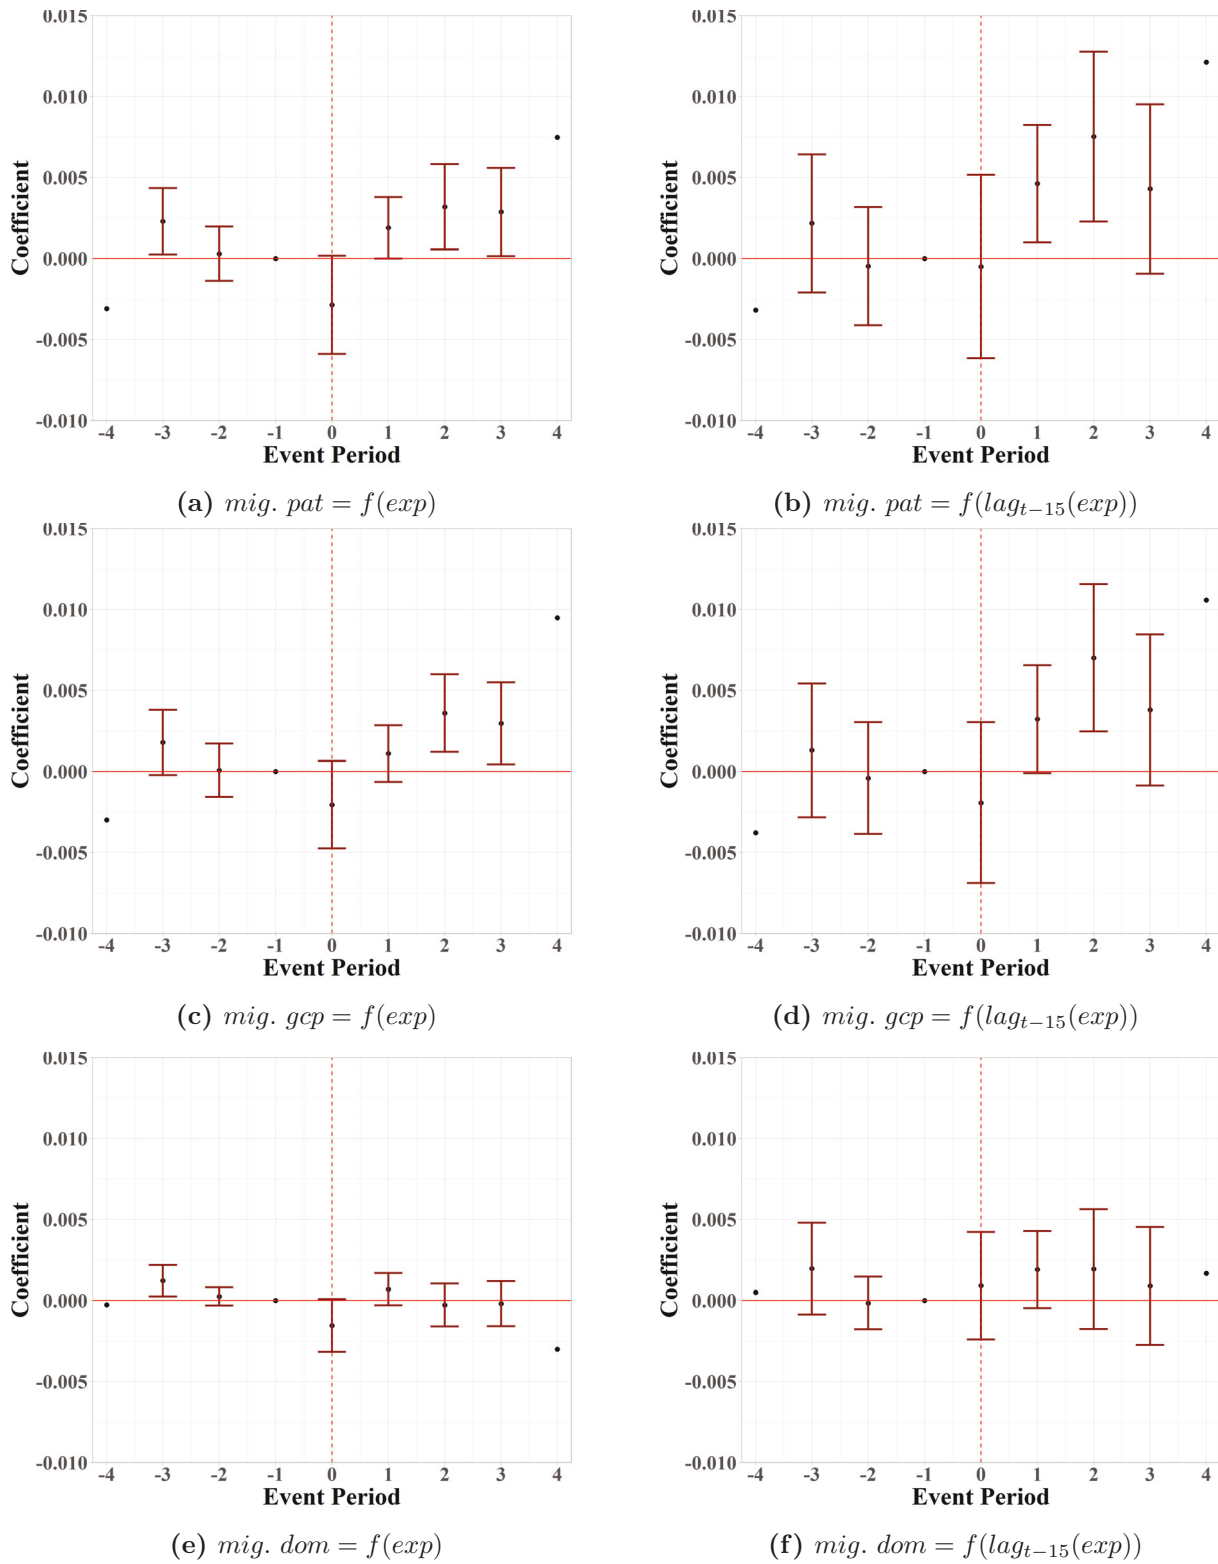 0.015
0.010
0.005
0.000
-0.005
-0.010
Coefficient
-4 -3 -2 -1 0 1 2 3 4
Event Period
(a) mig. pat = f(exp)
0.015
0.010
0.005
0.000
-0.005
-0.010
Coefficient
-4 -3 -2 -1 0 1 2 3 4
Event Period
(b) mig. pat = f(lag_{t−15}(exp))
0.015
0.010
0.005
0.000
-0.005
-0.010
Coefficient
-4 -3 -2 -1 0 1 2 3 4
Event Period
(c) mig. gcp = f(exp)
0.015
0.010
0.005
0.000
-0.005
-0.010
Coefficient
-4 -3 -2 -1 0 1 2 3 4
Event Period
(d) mig. gcp = f(lag_{t−15}(exp))
0.015
0.010
0.005
0.000
-0.005
-0.010
Coefficient
-4 -3 -2 -1 0 1 2 3 4
Event Period
(e) mig. dom = f(exp)
0.015
0.010
0.005
0.000
-0.005
-0.010
Coefficient
-4 -3 -2 -1 0 1 2 3 4
Event Period
(f) mig. dom = f(lag_{t−15}(exp))